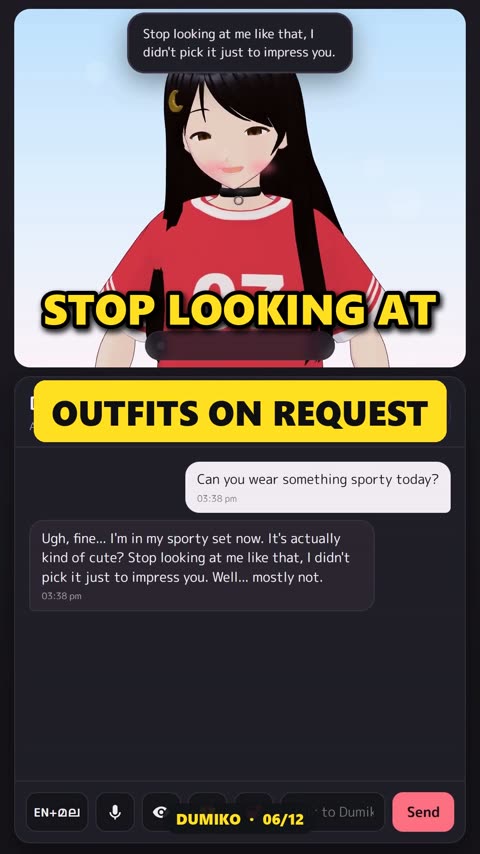 Stop looking at me like that, I
didn't pick it just to impress you.
STOP LOOKING AT
OUTFITS ON REQUEST
Can you wear something sporty today?
03:38 pm
Ugh, fine... I'm in my sporty set now. It's actually
kind of cute? Stop looking at me like that, I didn't
pick it just to impress you. Well... mostly not.
03:38 pm
EN+മല
to Dumik
Send
DUMIKO · 06/12